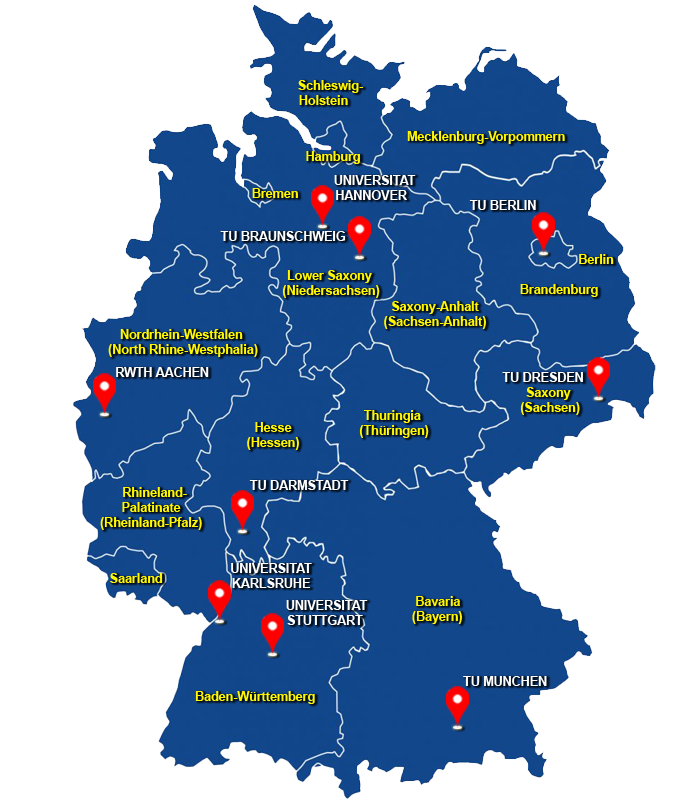 Schleswig-
Holstein
Mecklenburg-Vorpommern
Hamburg
Bremen
UNIVERSITAT
HANNOVER
TU BERLIN
TU BRAUNSCHWEIG
Berlin
Lower Saxony
(Niedersachsen)
Brandenburg
Saxony-Anhalt
(Sachsen-Anhalt)
Nordrhein-Westfalen
(North Rhine-Westphalia)
RWTH AACHEN
TU DRESDEN
Saxony
(Sachsen)
Hesse
(Hessen)
Thuringia
(Thüringen)
TU DARMSTADT
Rhineland-
Palatinate
(Rheinland-Pfalz)
UNIVERSITAT
KARLSRUHE
Saarland
UNIVERSITAT
STUTTGART
Bavaria
(Bayern)
TU MUNCHEN
Baden-Württemberg